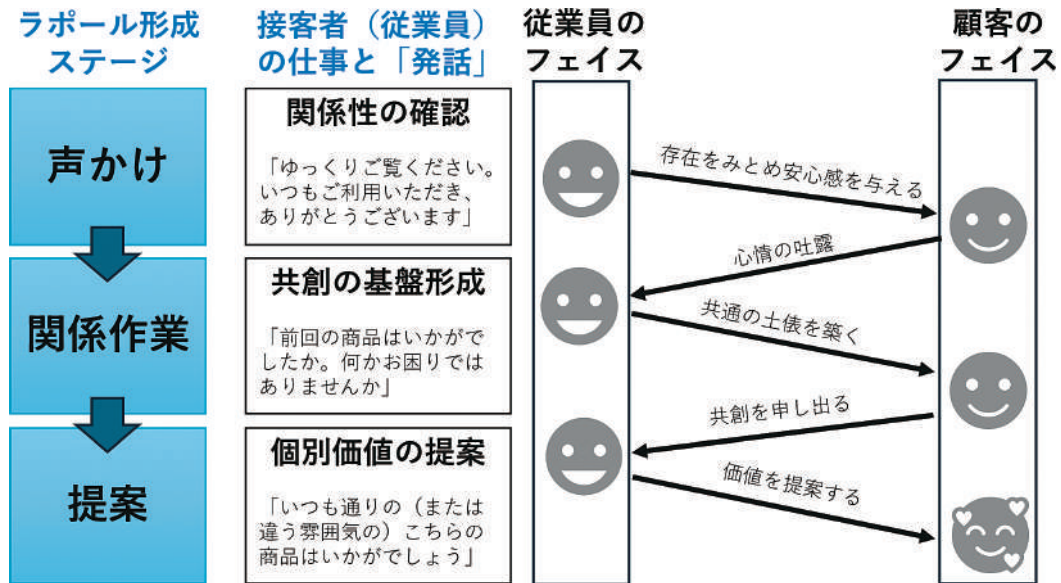 ラポール形成
ステージ
接客者（従業員）
の仕事と「発話」
従業員の
フェイス
顧客の
フェイス
声かけ
関係性の確認
「ゆっくりご覧ください。
いつもご利用いただき、
ありがとうございます」
存在をみとめ安心感を与える
心情の吐露
関係作業
共創の基盤形成
「前回の商品はいかがで
したか。何かお困りでは
ありませんか」
共通の土俵を築く
共創を申し出る
提案
個別価値の提案
「いつも通りの（または
違う雰囲気の）こちらの
商品はいかがでしょう」
価値を提案する